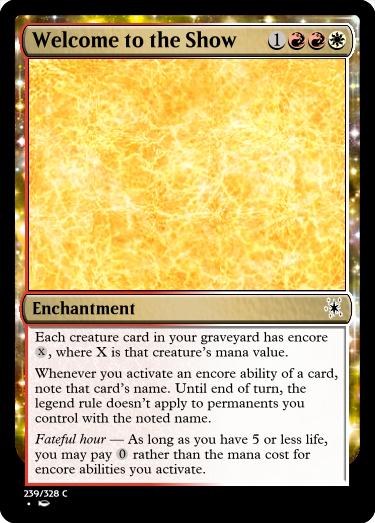 Welcome to the Show 1
Enchantment
Each creature card in your graveyard has encore
X, where X is that creature's mana value.
Whenever you activate an encore ability of a card,
note that card's name. Until end of turn, the
legend rule doesn't apply to permanents you
control with the noted name.
Fateful hour — As long as you have 5 or less life,
you may pay 0 rather than the mana cost for
encore abilities you activate.
239/328 C